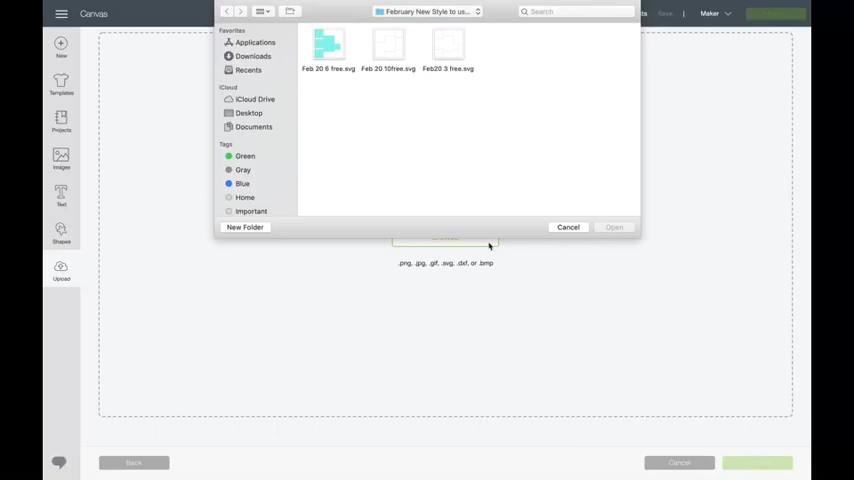 Canvas
February New Style to us...
Search
Save
|
Maker
New
Templates
Projects
Images
Text
Shapes
Upload
Favorites
Applications
Downloads
Recents
iCloud
iCloud Drive
Desktop
Documents
Tags
Green
Gray
Blue
Home
Important
Feb 20 6 free.svg
Feb 20 10free.svg
Feb20 3 free.svg
New Folder
Cancel
Open
.png, .jpg, .gif, .svg, .dxf, or .bmp
Back
Cancel